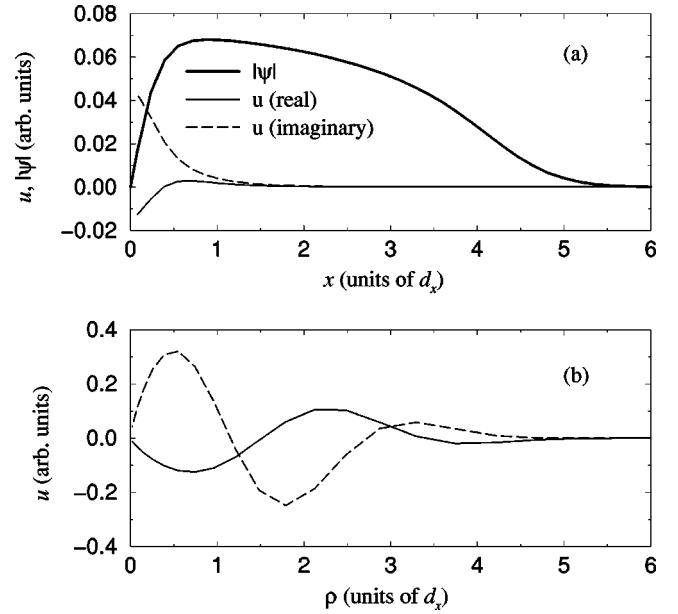 0.08
0.06
0.04
0.02
0.00
−0.02
u, |ψ| (arb. units)
(a)
|ψ|
u (real)
u (imaginary)
0 1 2 3 4 5 6
x (units of dx)
0.4
0.2
0.0
−0.2
−0.4
u (arb. units)
(b)
0 1 2 3 4 5 6
ρ (units of dx)